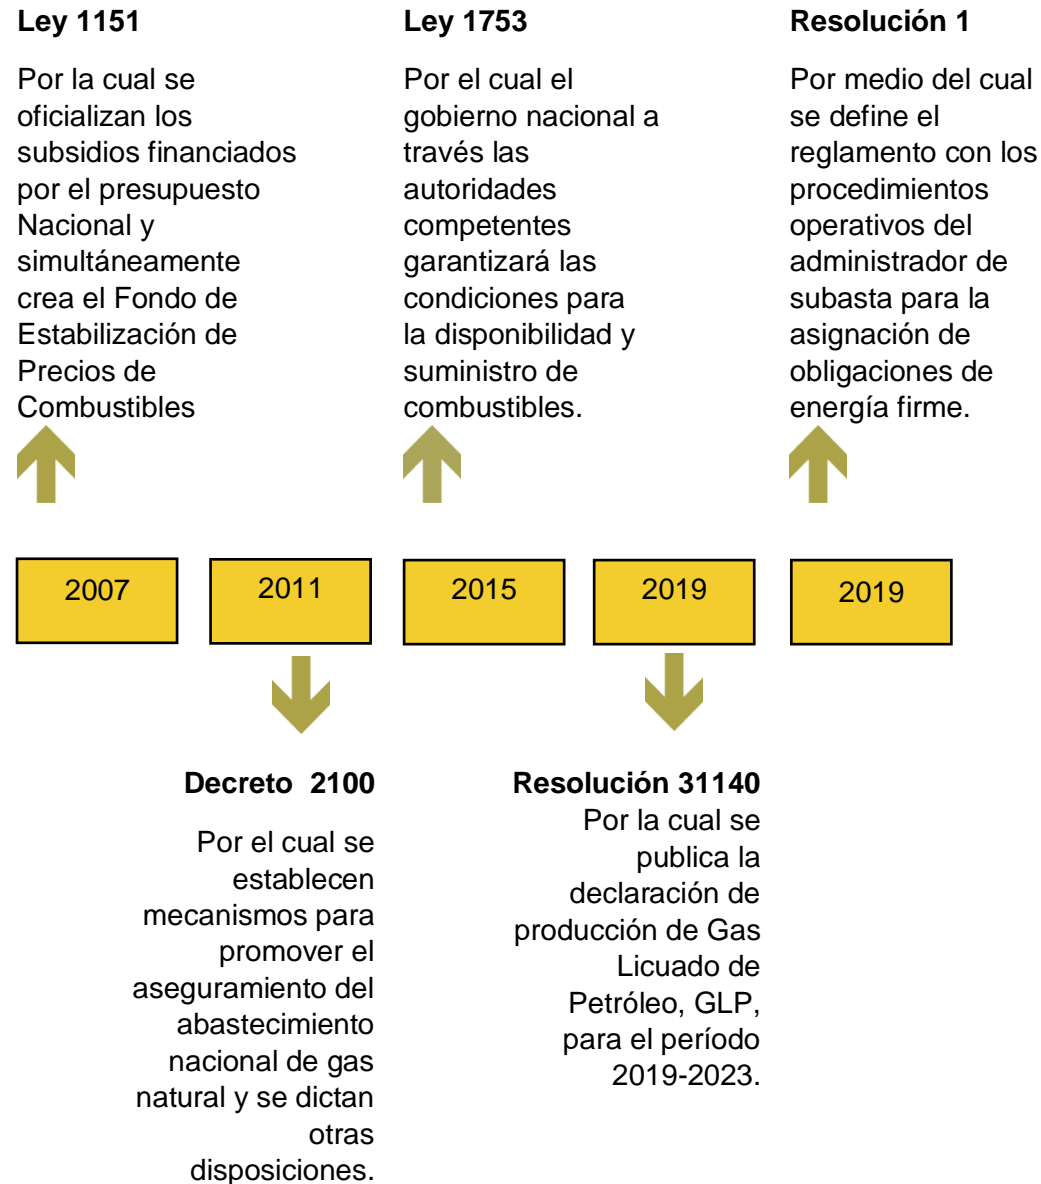 Ley 1151
Por la cual se
oficializan los
subsidios financiados
por el presupuesto
Nacional y
simultáneamente
crea el Fondo de
Estabilización de
Precios de
Combustibles
Ley 1753
Por el cual el
gobierno nacional a
través las
autoridades
competentes
garantizará las
condiciones para
la disponibilidad y
suministro de
combustibles.
Resolución 1
Por medio del cual
se define el
reglamento con los
procedimientos
operativos del
administrador de
subasta para la
asignación de
obligaciones de
energía firme.
2007
2011
2015
2019
2019
Decreto  2100
Por el cual se
establecen
mecanismos para
promover el
aseguramiento del
abastecimiento
nacional de gas
natural y se dictan
otras
disposiciones.
Resolución 31140
Por la cual se
publica la
declaración de
producción de Gas
Licuado de
Petróleo, GLP,
para el período
2019-2023.